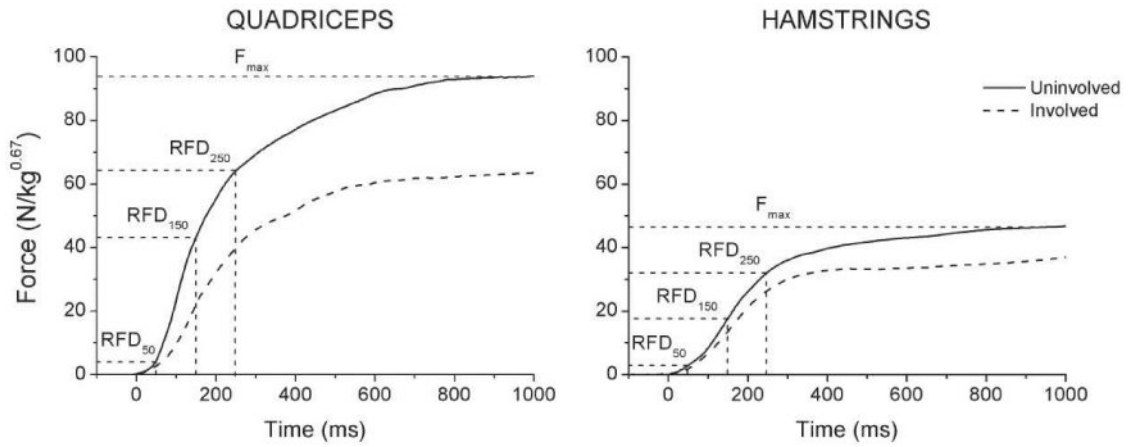 QUADRICEPS
Force (N/kg^0.67)
100
80
60
40
20
0
F_max
RFD_250
RFD_150
RFD_50
0 200 400 600 800 1000
Time (ms)
HAMSTRINGS
100
80
60
40
20
0
Uninvolved
Involved
F_max
RFD_250
RFD_150
RFD_50
0 200 400 600 800 1000
Time (ms)